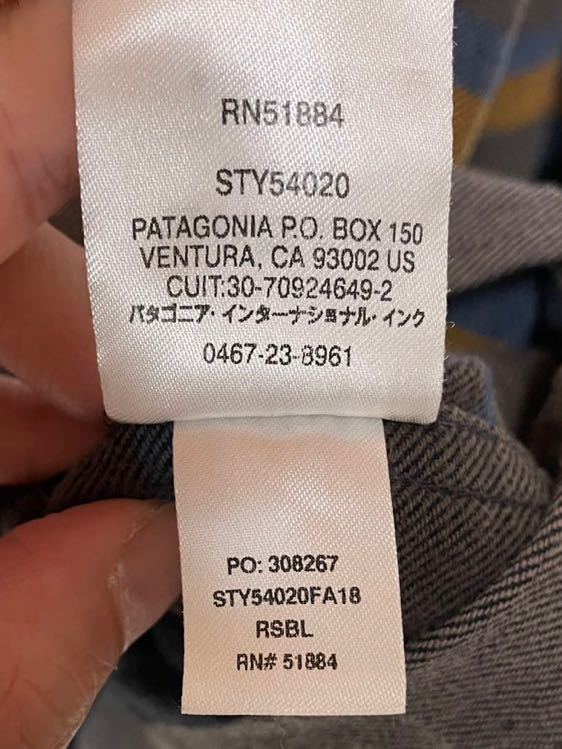 RN51884
STY54020
PATAGONIA P.O. BOX 150
VENTURA, CA 93002 US
CUIT:30-70924649-2
パタゴニア・インターナショナル・インク
0467-23-8961
PO: 308267
STY54020FA18
RSBL
RN# 51884